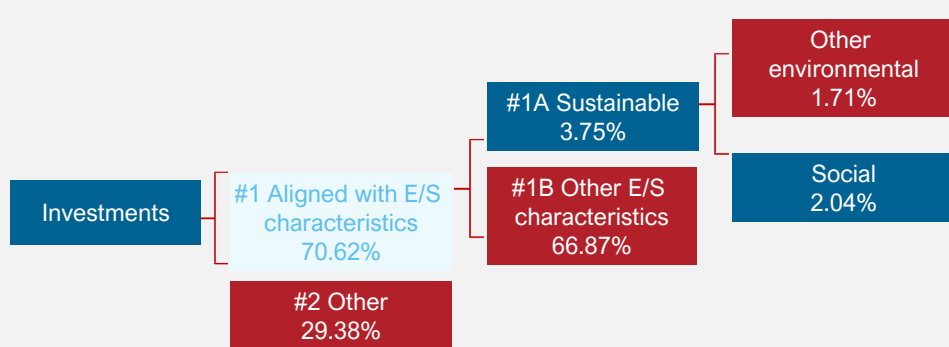 Investments
#1 Aligned with E/S
characteristics
70.62%
#2 Other
29.38%
#1A Sustainable
3.75%
#1B Other E/S
characteristics
66.87%
Other
environmental
1.71%
Social
2.04%